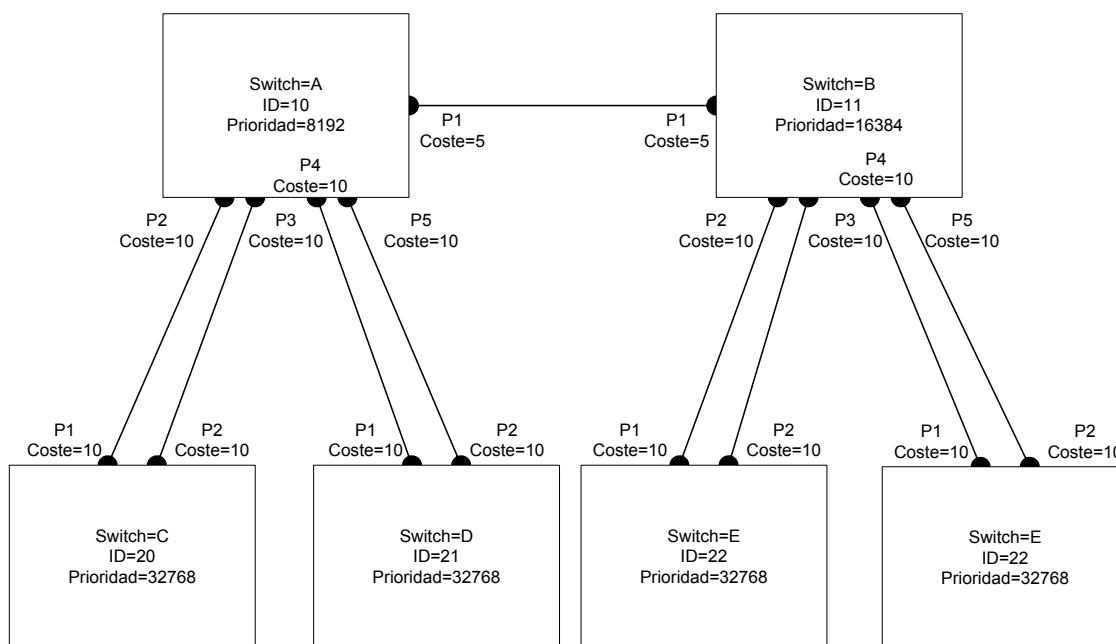 Switch=A
ID=10
Prioridad=8192
Switch=B
ID=11
Prioridad=16384
P1
Coste=5
P1
Coste=5
P4
Coste=10
P4
Coste=10
P2
Coste=10
P3
Coste=10
P5
Coste=10
P2
Coste=10
P3
Coste=10
P5
Coste=10
P1
Coste=10
P2
Coste=10
P1
Coste=10
P2
Coste=10
P1
Coste=10
P2
Coste=10
P1
Coste=10
P2
Coste=10
Switch=C
ID=20
Prioridad=32768
Switch=D
ID=21
Prioridad=32768
Switch=E
ID=22
Prioridad=32768
Switch=E
ID=22
Prioridad=32768